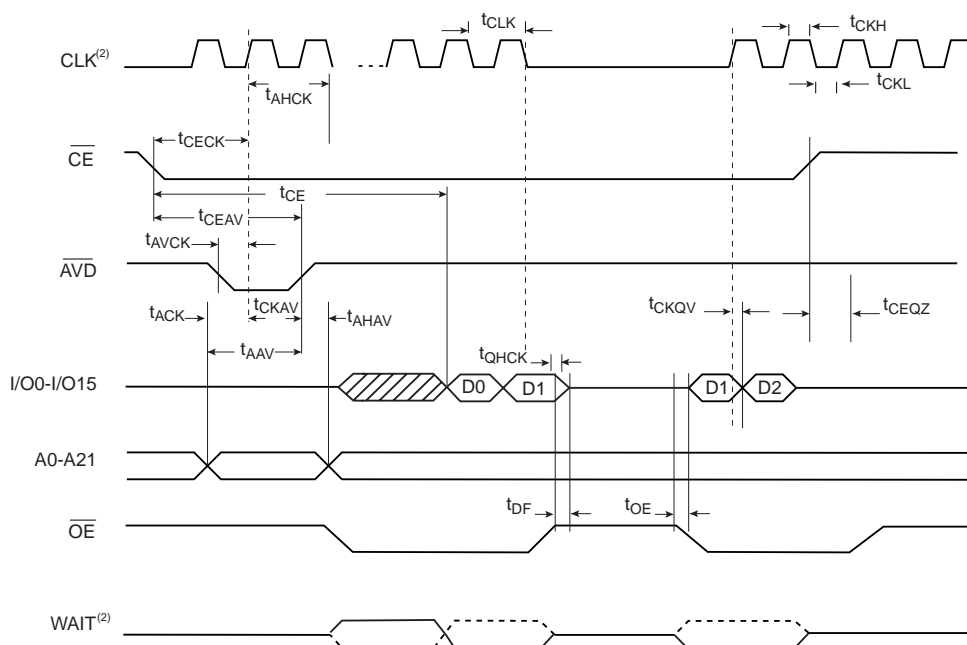 tCLK
tCKH
CLK(2)
tCKL
tAHCK
tCECK
CE
tCE
tCEAV
tAVCK
AVD
tACK
tCKAV
tAHAV
tCKQV
tCEQZ
tAAV
tQHCK
I/O0-I/O15
D0
D1
D1
D2
A0-A21
tDF
tOE
OE
WAIT(2)